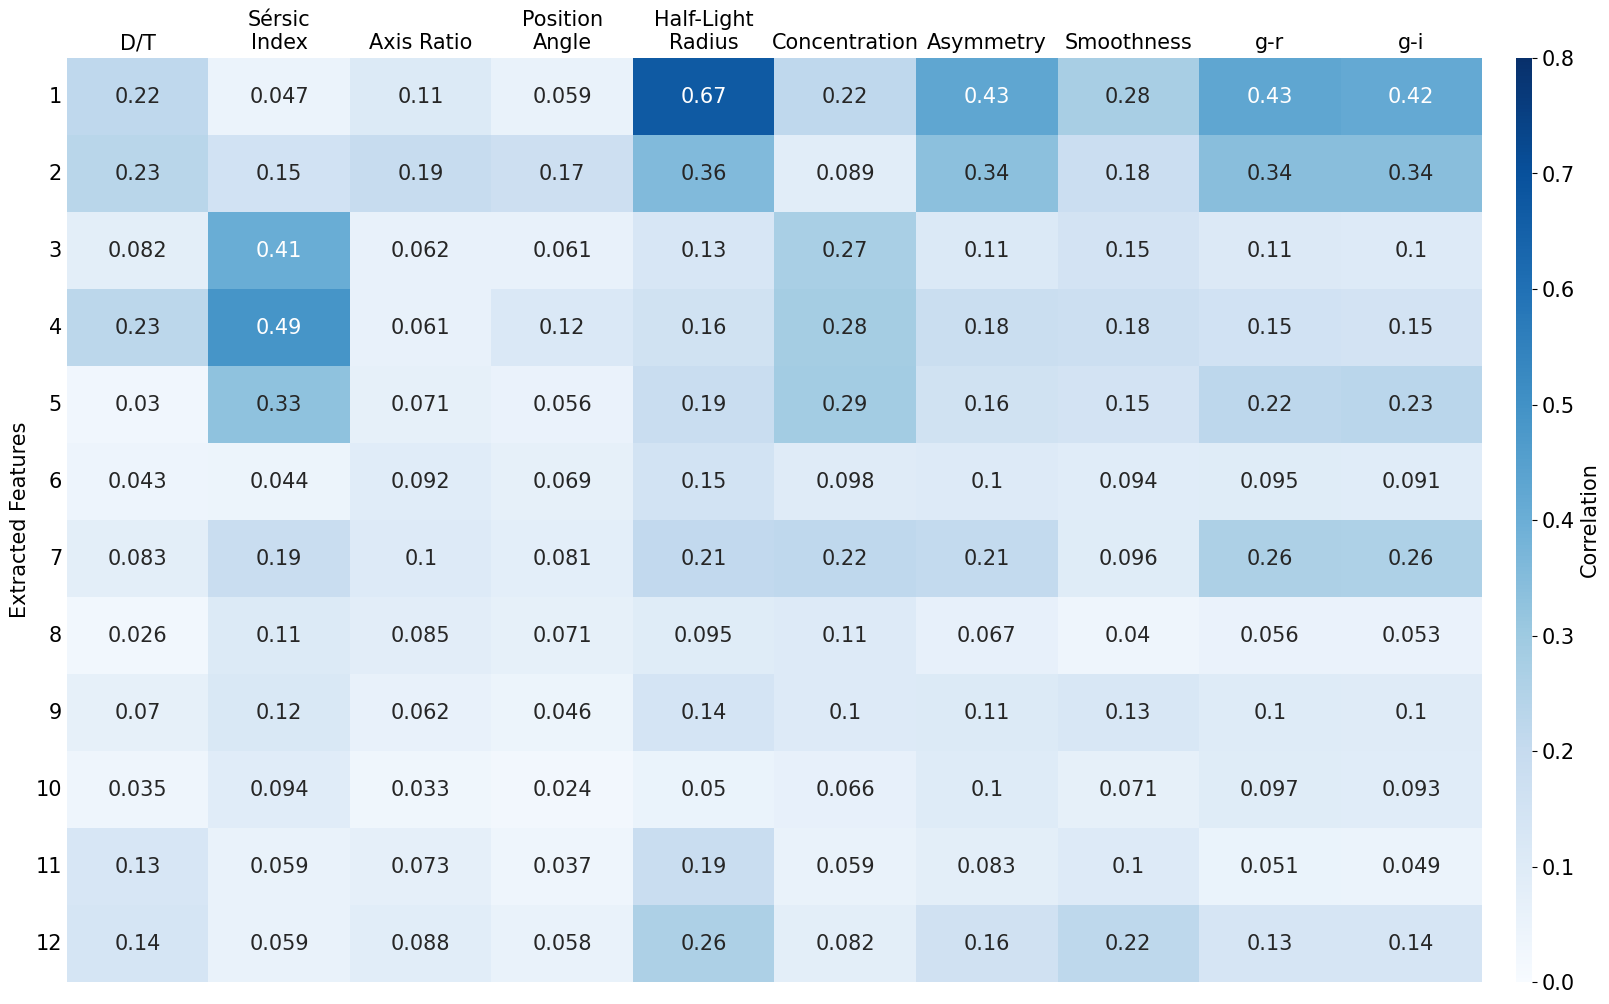 D/T Sérsic Index Axis Ratio Position Angle Half-Light Radius Concentration Asymmetry Smoothness g-r g-i
1 0.22 0.047 0.11 0.059 0.67 0.22 0.43 0.28 0.43 0.42
2 0.23 0.15 0.19 0.17 0.36 0.089 0.34 0.18 0.34 0.34
3 0.082 0.41 0.062 0.061 0.13 0.27 0.11 0.15 0.11 0.1
4 0.23 0.49 0.061 0.12 0.16 0.28 0.18 0.18 0.15 0.15
5 0.03 0.33 0.071 0.056 0.19 0.29 0.16 0.15 0.22 0.23
6 0.043 0.044 0.092 0.069 0.15 0.098 0.1 0.094 0.095 0.091
7 0.083 0.19 0.1 0.081 0.21 0.22 0.21 0.096 0.26 0.26
8 0.026 0.11 0.085 0.071 0.095 0.11 0.067 0.04 0.056 0.053
9 0.07 0.12 0.062 0.046 0.14 0.1 0.11 0.13 0.1 0.1
10 0.035 0.094 0.033 0.024 0.05 0.066 0.1 0.071 0.097 0.093
11 0.13 0.059 0.073 0.037 0.19 0.059 0.083 0.1 0.051 0.049
12 0.14 0.059 0.088 0.058 0.26 0.082 0.16 0.22 0.13 0.14
Extracted Features
0.8
0.7
0.6
0.5
0.4
0.3
0.2
0.1
0.0
Correlation